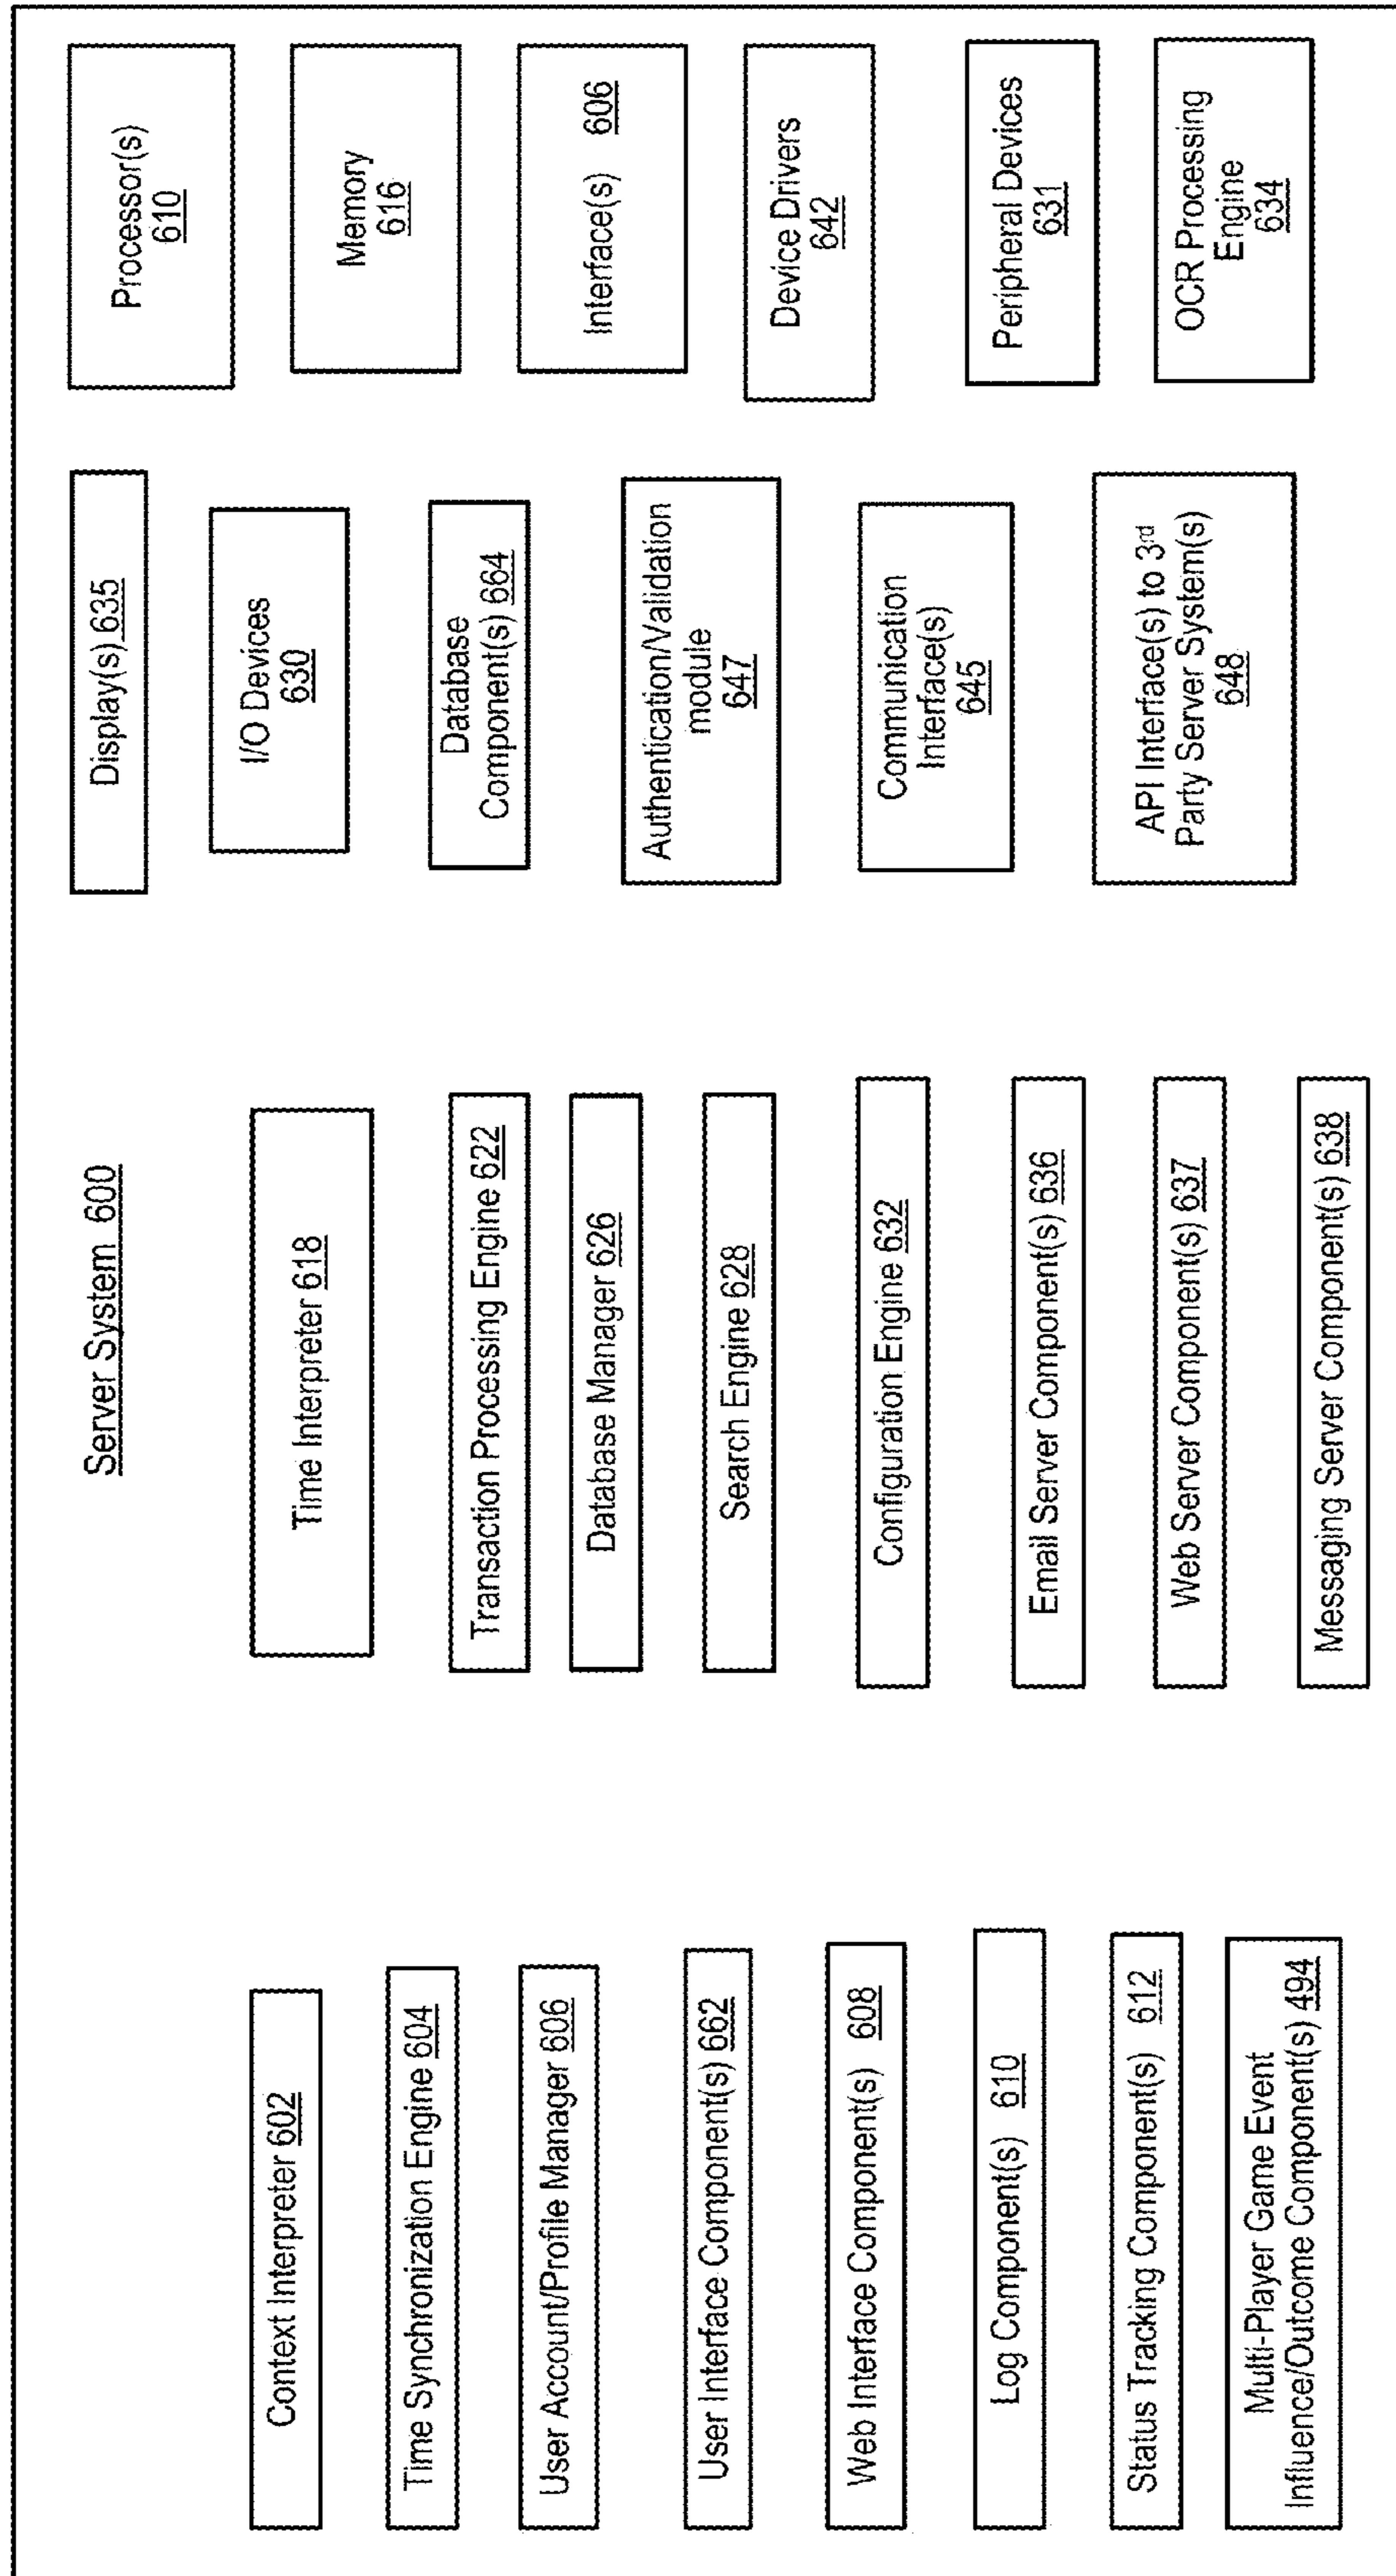 Server System 600
Context Interpreter 602
Time Synchronization Engine 604
User Account/Profile Manager 606
User Interface Component(s) 662
Web Interface Component(s) 608
Log Component(s) 610
Status Tracking Component(s) 612
Multi-Player Game Event
Influence/Outcome Component(s) 494
Time Interpreter 618
Transaction Processing Engine 622
Database Manager 626
Search Engine 628
Configuration Engine 632
Email Server Component(s) 636
Web Server Component(s) 637
Messaging Server Component(s) 638
Display(s) 635
I/O Devices
630
Database
Component(s) 664
Authentication/Validation
module
647
Communication
Interface(s)
645
API Interface(s) to 3rd
Party Server System(s)
648
Processor(s)
610
Memory
616
Interface(s) 606
Device Drivers
642
Peripheral Devices
631
OCR Processing
Engine
634